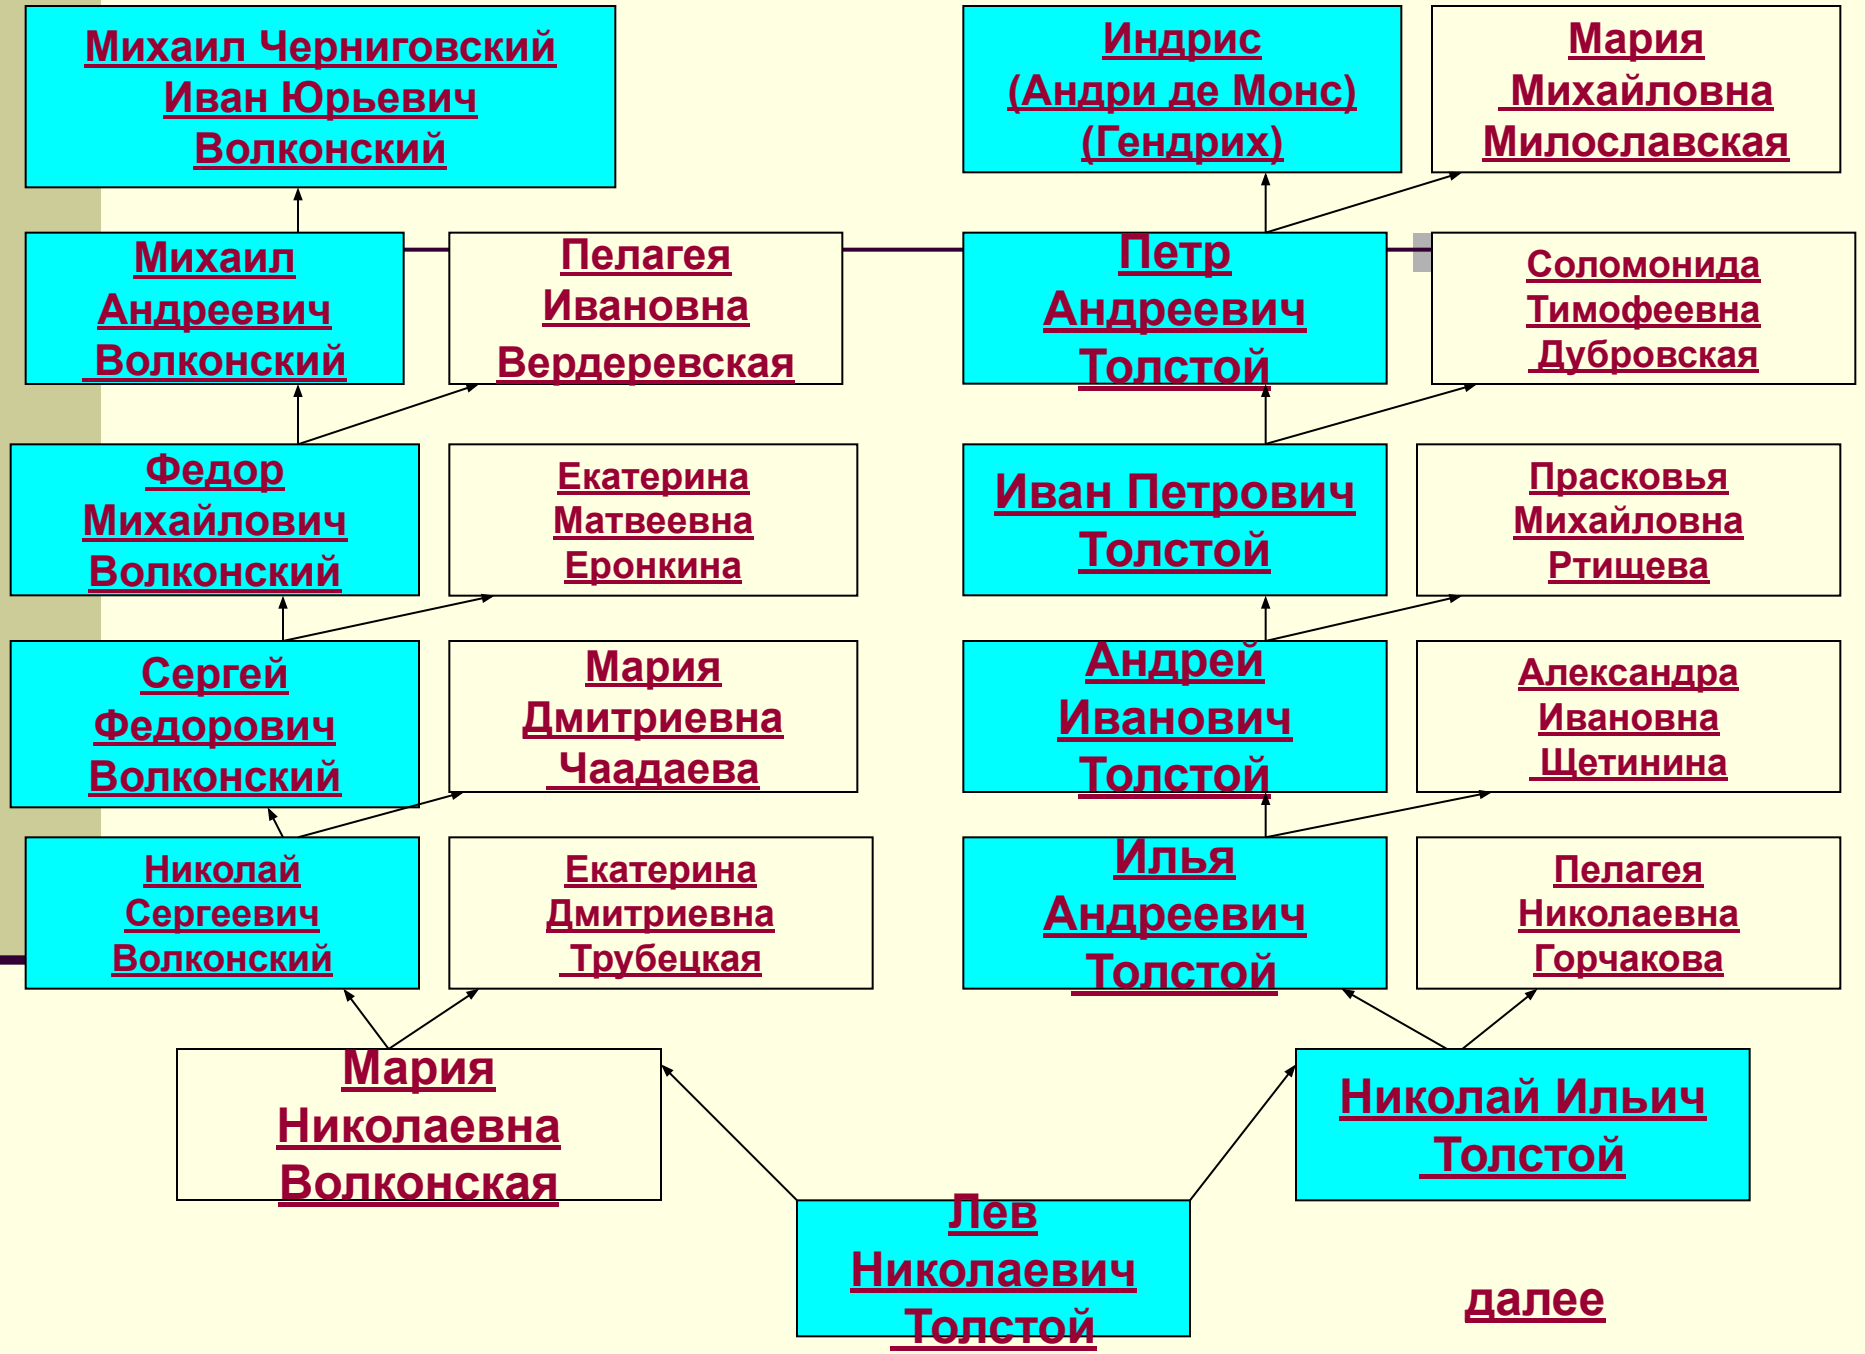 Михаил Черниговский
Иван Юрьевич
Волконский
Индрис
(Андри де Монс)
(Гендрих)
Мария
Михайловна
Милославская
Михаил
Андреевич
Волконский
Пелагея
Ивановна
Вердеревская
Петр
Андреевич
Толстой
Соломонида
Тимофеевна
Дубровская
Федор
Михайлович
Волконский
Екатерина
Матвеевна
Еронкина
Иван Петрович
Толстой
Прасковья
Михайловна
Ртищева
Сергей
Федорович
Волконский
Мария
Дмитриевна
Чаадаева
Андрей
Иванович
Толстой
Александра
Ивановна
Щетинина
Николай
Сергеевич
Волконский
Екатерина
Дмитриевна
Трубецкая
Илья
Андреевич
Толстой
Пелагея
Николаевна
Горчакова
Мария
Николаевна
Волконская
Николай Ильич
Толстой
Лев
Николаевич
Толстой
далее